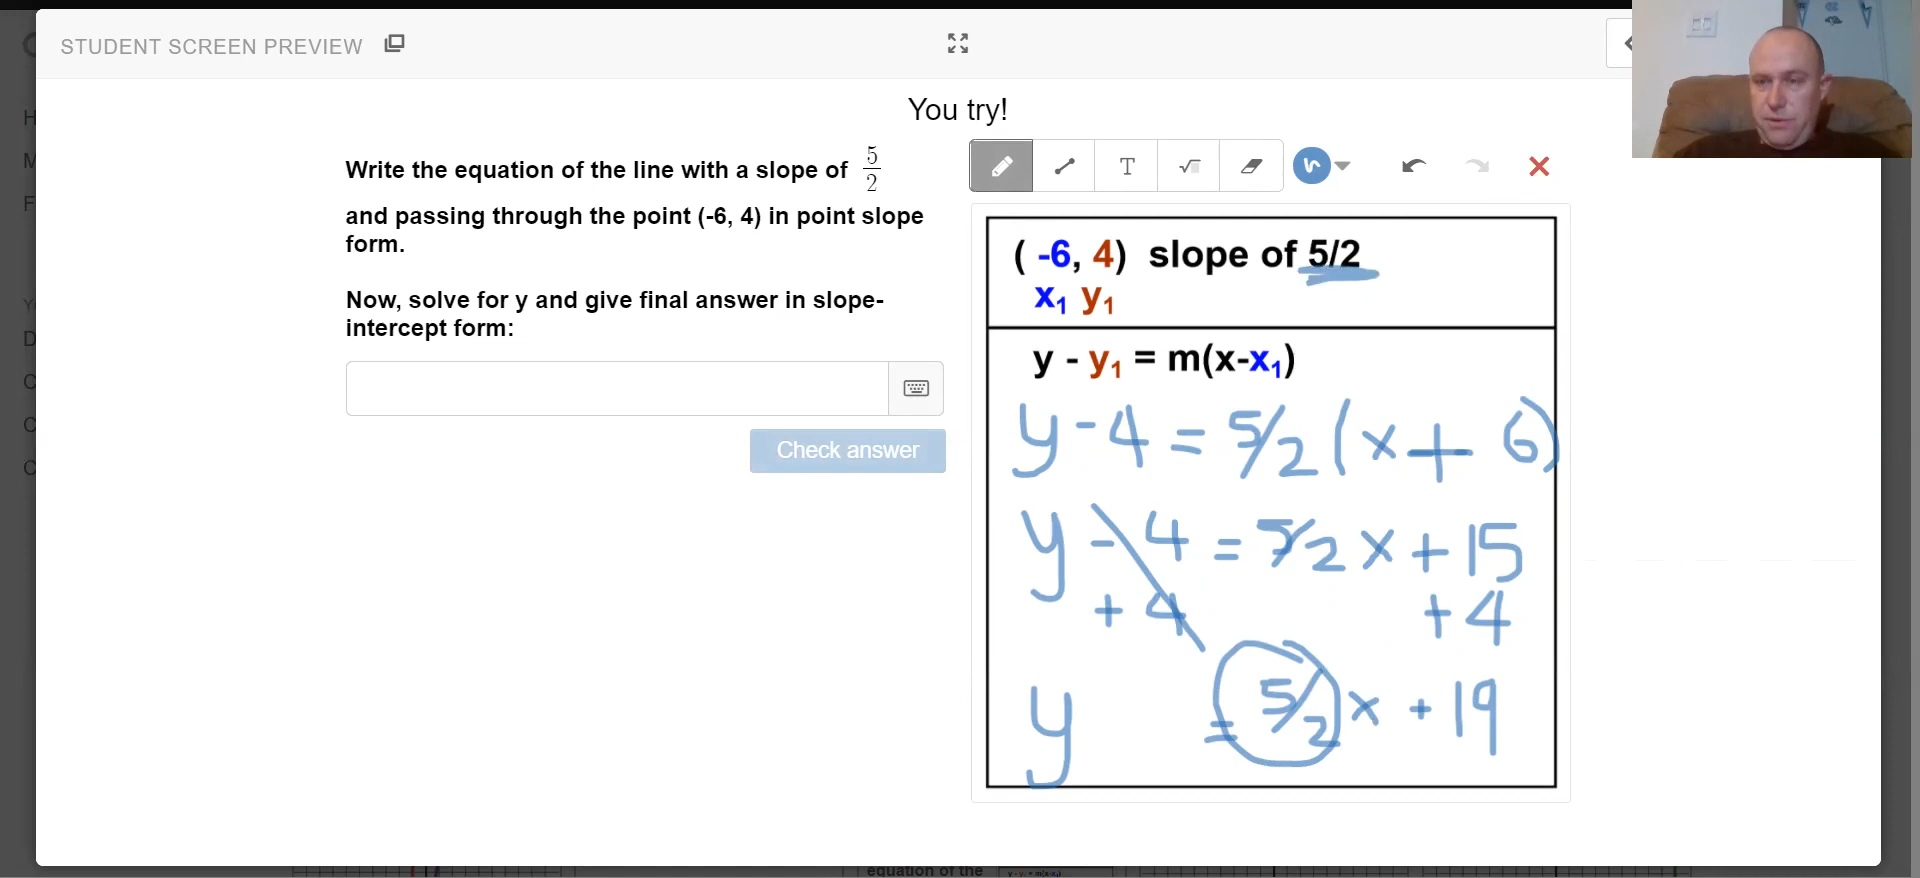 STUDENT SCREEN PREVIEW
You try!
Write the equation of the line with a slope of 5/2
and passing through the point (-6, 4) in point slope
form.
Now, solve for y and give final answer in slope-
intercept form:
Check answer
T
( -6, 4) slope of 5/2
x₁ y₁
y - y₁ = m(x-x₁)
y - 4 = 5/2 (x + 6)
y - 4 = 5/2 x + 15
+ 4 + 4
y = 5/2 x + 19
equation of the